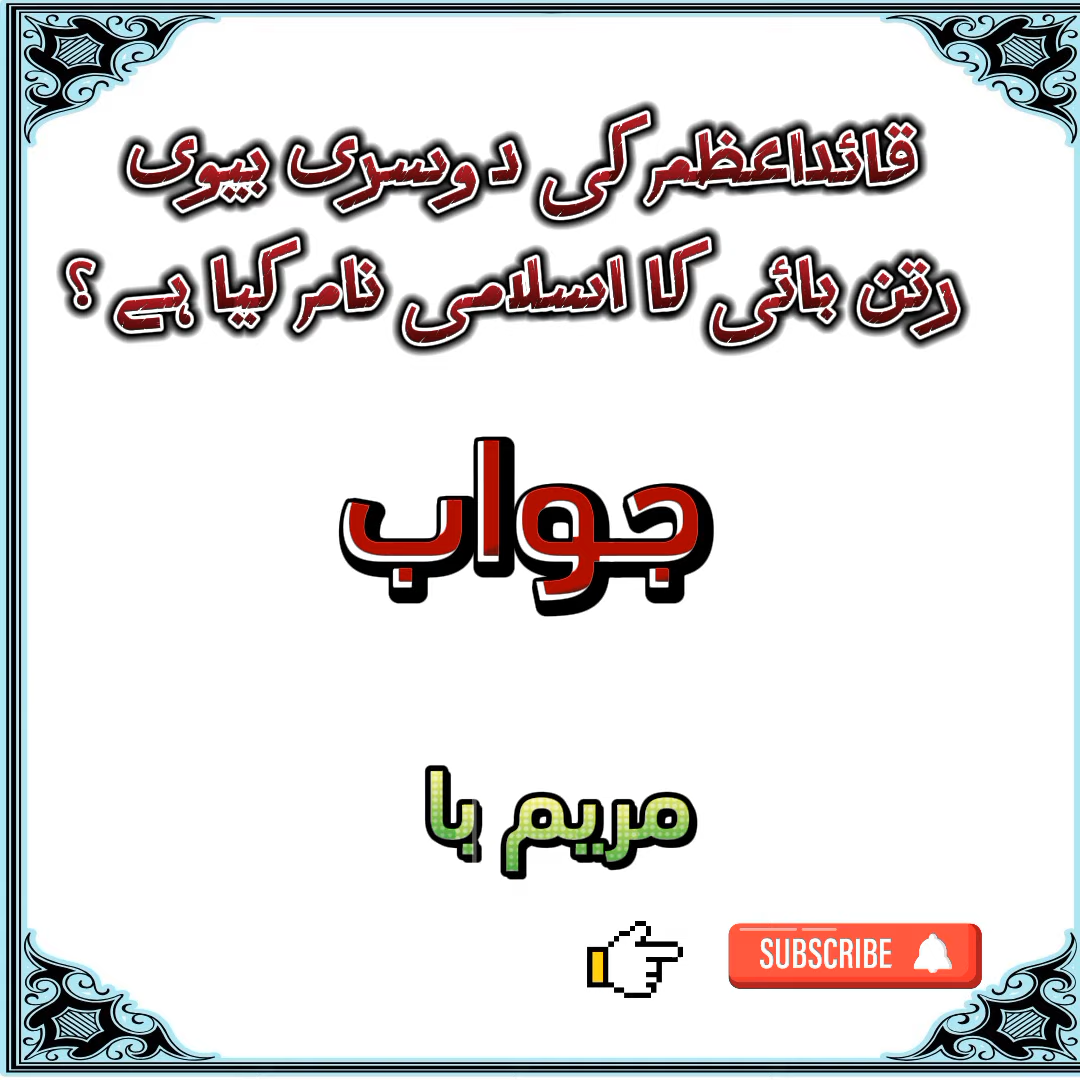 قائداعظم کی دوسری بیوی
رتن بائی کا اسلامی نام کیا ہے ؟
جواب
مریم با
SUBSCRIBE